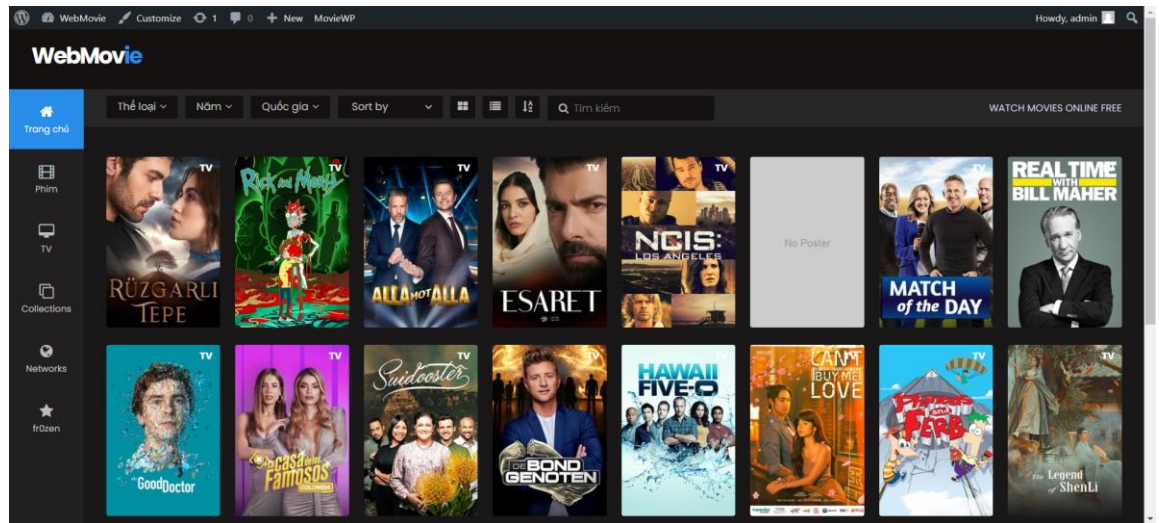 WebMovie Customize 1 0 New MovieWP Howdy, admin
WebMovie
Thể loại Năm Quốc gia Sort by Tìm kiếm WATCH MOVIES ONLINE FREE
Trang chủ
Phim
TV
Collections
Networks
fr0zen
TV
RÜZGARLI
TEPE
TV
Rick and Morty
TV
ALLA MOT ALLA
TV
ESARET
TV
NCIS:
LOS ANGELES
No Poster
TV
MATCH
of the DAY
REAL TIME
WITH
BILL MAHER
TV
the Good Doctor
TV
La casa de los
Famosos
COLOMBIA
TV
Suidooster
TV
DE BOND
GENOTEN
TV
HAWAII
FIVE-O
TV
CAN'T
BUY ME
LOVE
TV
PHINEAS
and
FERB
TV
The Legend
of ShenLi